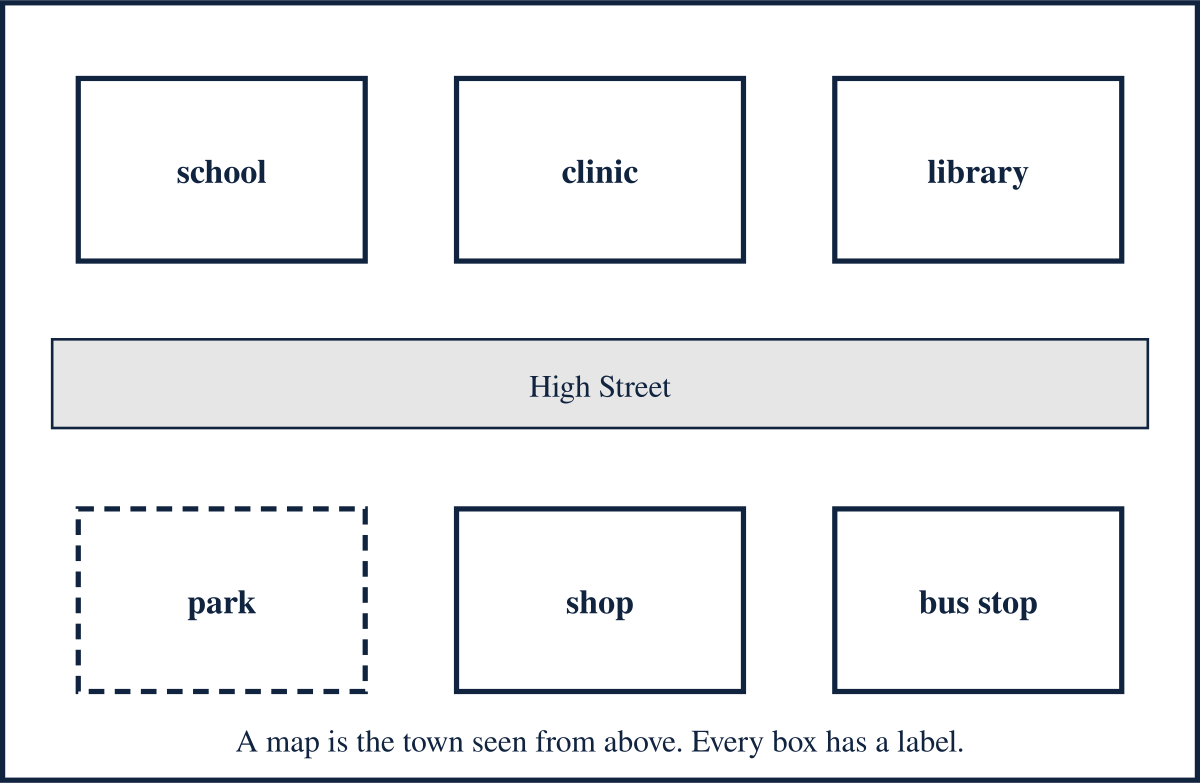 school
clinic
library
High Street
park
shop
bus stop
A map is the town seen from above. Every box has a label.